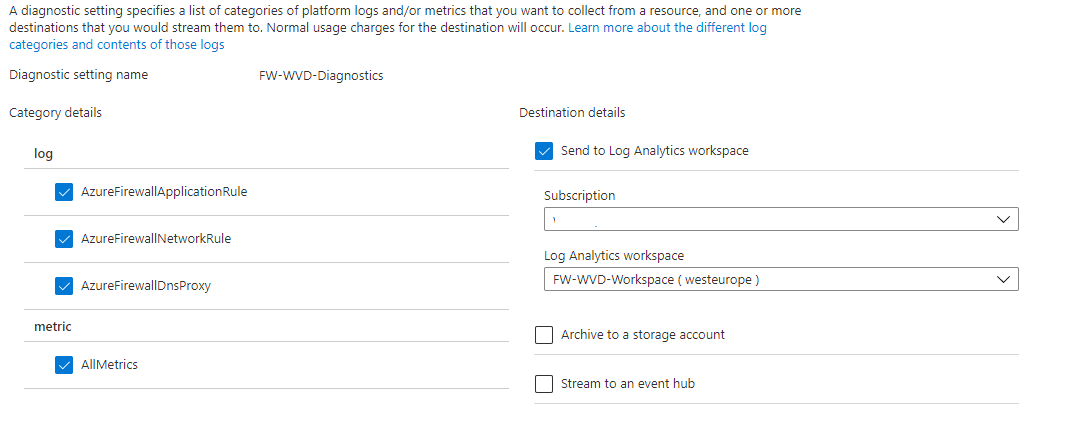 A diagnostic setting specifies a list of categories of platform logs and/or metrics that you want to collect from a resource, and one or more
destinations that you would stream them to. Normal usage charges for the destination will occur. Learn more about the different log
categories and contents of those logs
Diagnostic setting name
FW-WVD-Diagnostics
Category details
log
AzureFirewallApplicationRule
AzureFirewallNetworkRule
AzureFirewallDnsProxy
metric
AllMetrics
Destination details
Send to Log Analytics workspace
Subscription
Log Analytics workspace
FW-WVD-Workspace ( westeurope )
Archive to a storage account
Stream to an event hub